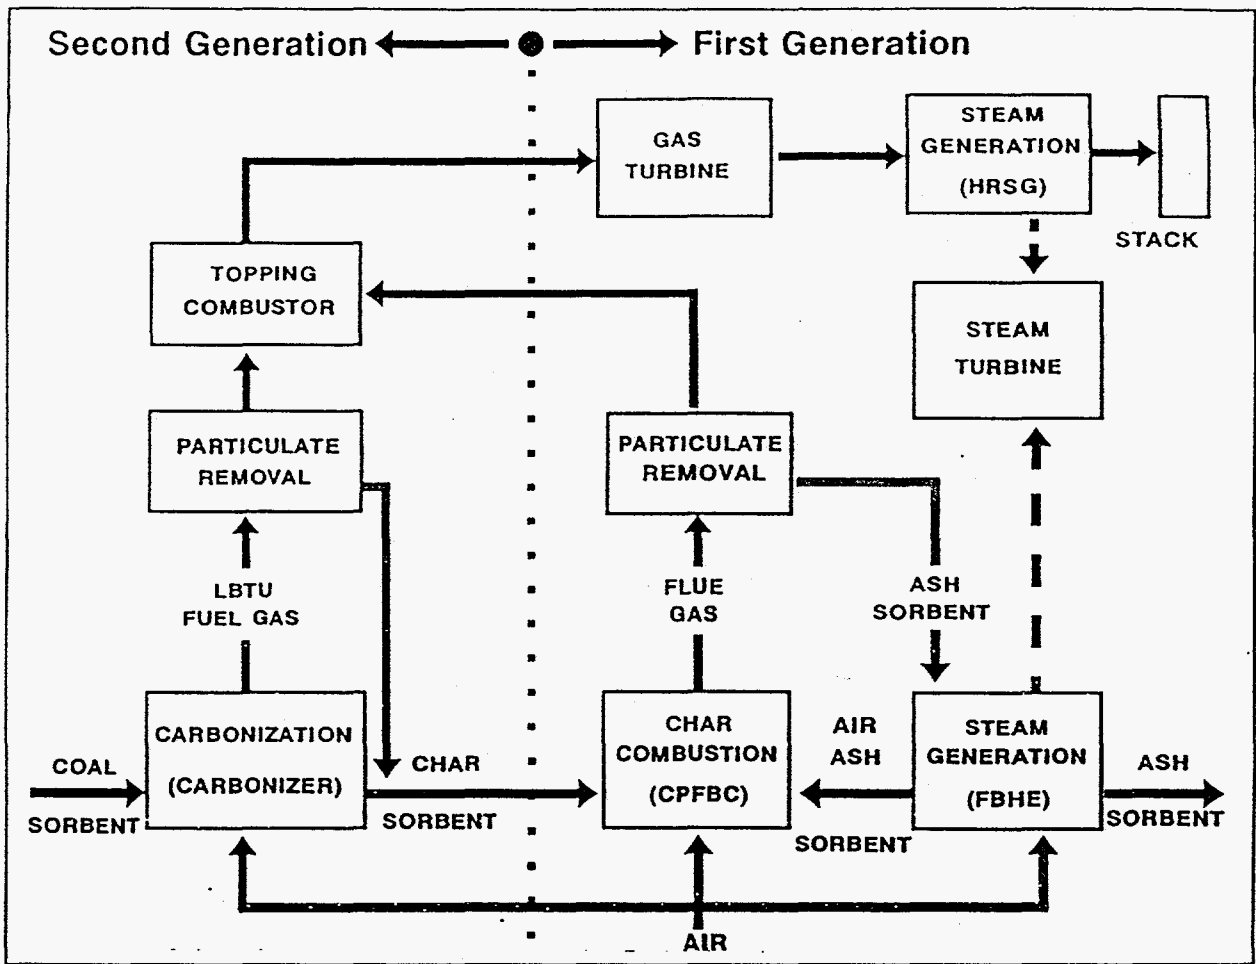 Second Generation
First Generation
GAS
TURBINE
STEAM
GENERATION
(HRSG)
STACK
TOPPING
COMBUSTOR
STEAM
TURBINE
PARTICULATE
REMOVAL
PARTICULATE
REMOVAL
LBTU
FUEL GAS
FLUE
GAS
ASH
SORBENT
CARBONIZATION
(CARBONIZER)
CHAR
COMBUSTION
(CPFBC)
AIR
ASH
STEAM
GENERATION
(FBHE)
COAL
SORBENT
CHAR
SORBENT
SORBENT
ASH
SORBENT
AIR